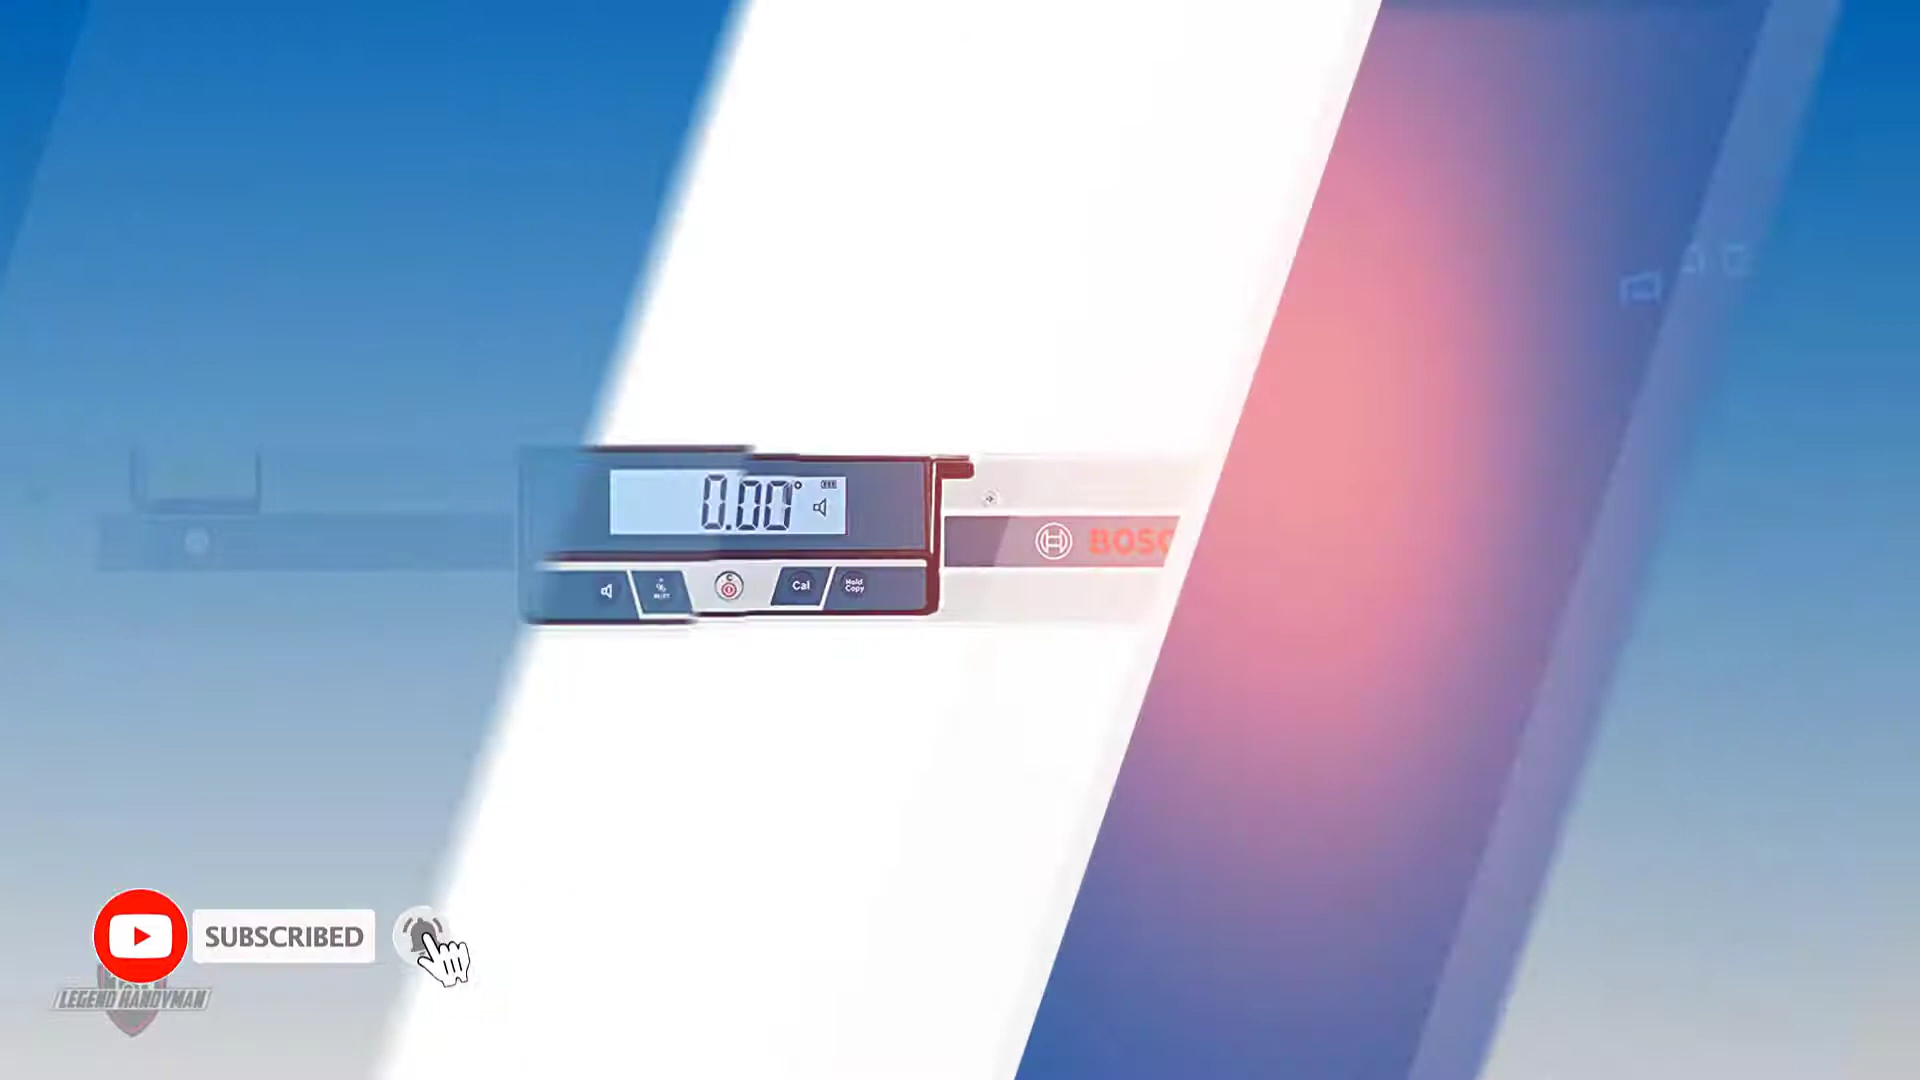 0.00°
BOSC
Cal
Hold
Copy
SUBSCRIBED
LEGEND HANDYMAN